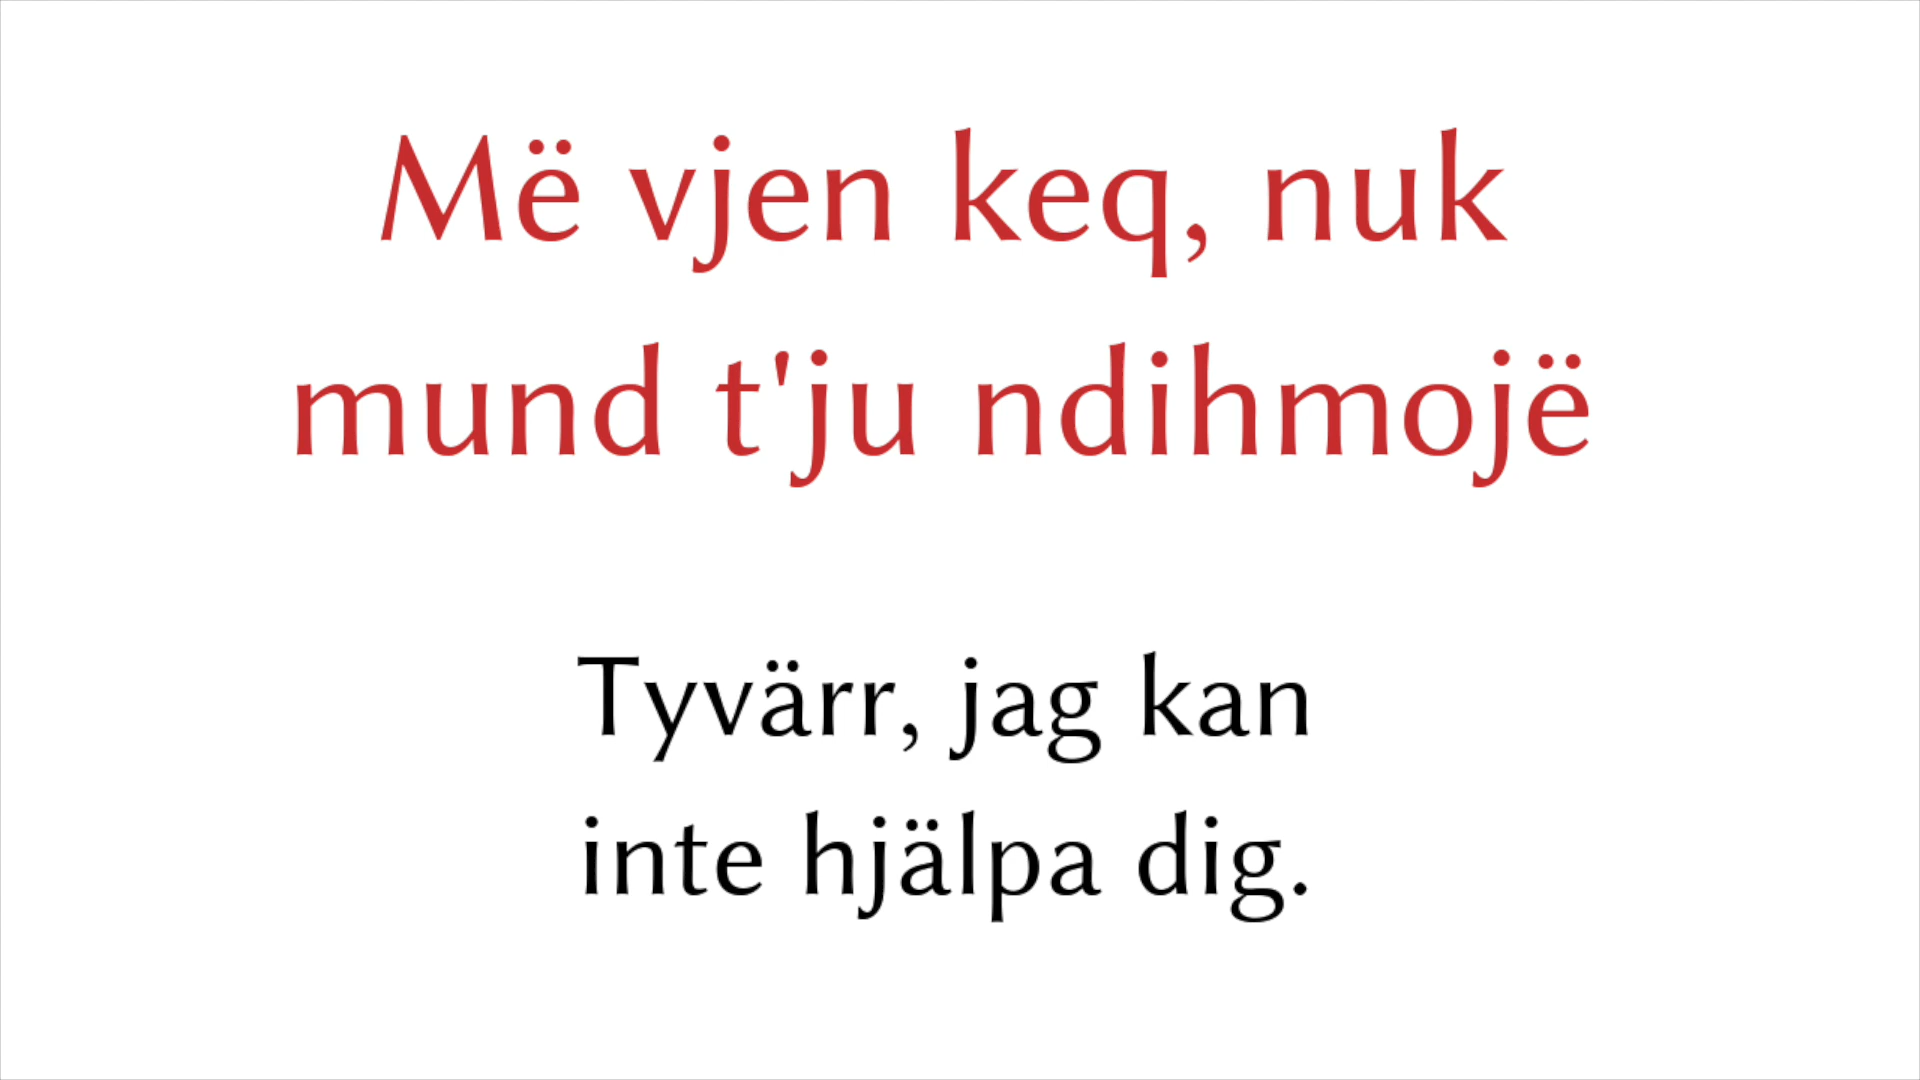 Më vjen keq, nuk
mund t'ju ndihmojë
Tyvärr, jag kan
inte hjälpa dig.